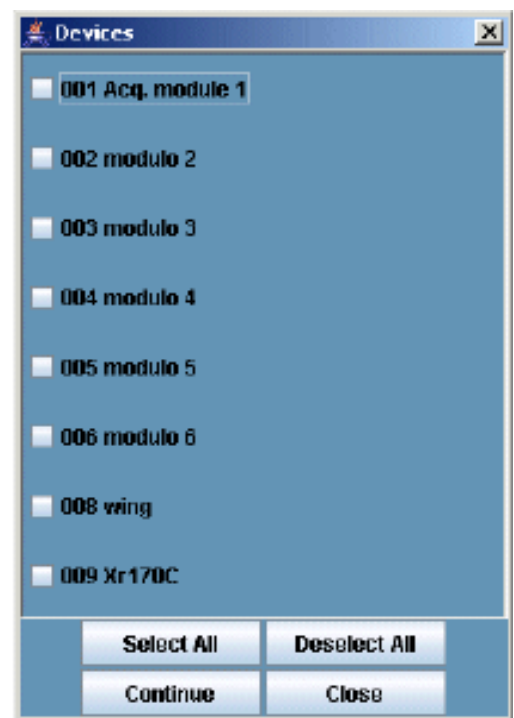 Devices
001 Acq. module 1
002 modulo 2
003 modulo 3
004 modulo 4
005 modulo 5
006 modulo 6
008 wing
009 Xr170C
Select All Deselect All
Continue Close